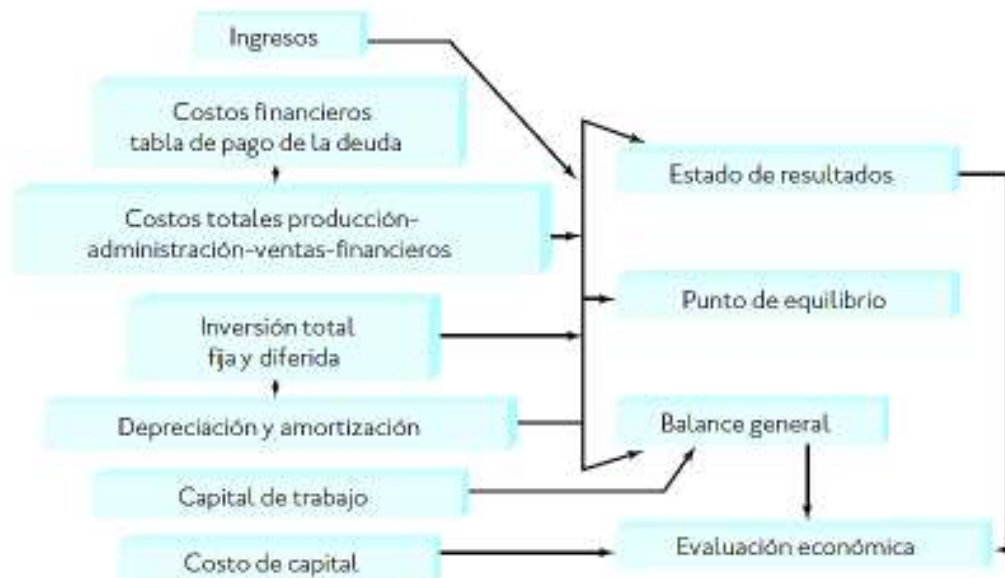 Ingresos
Costos financieros
tabla de pago de la deuda
Costos totales producción-
administración-ventas-financieros
Inversión total
fija y diferida
Depreciación y amortización
Capital de trabajo
Costo de capital
Estado de resultados
Punto de equilibrio
Balance general
Evaluación económica